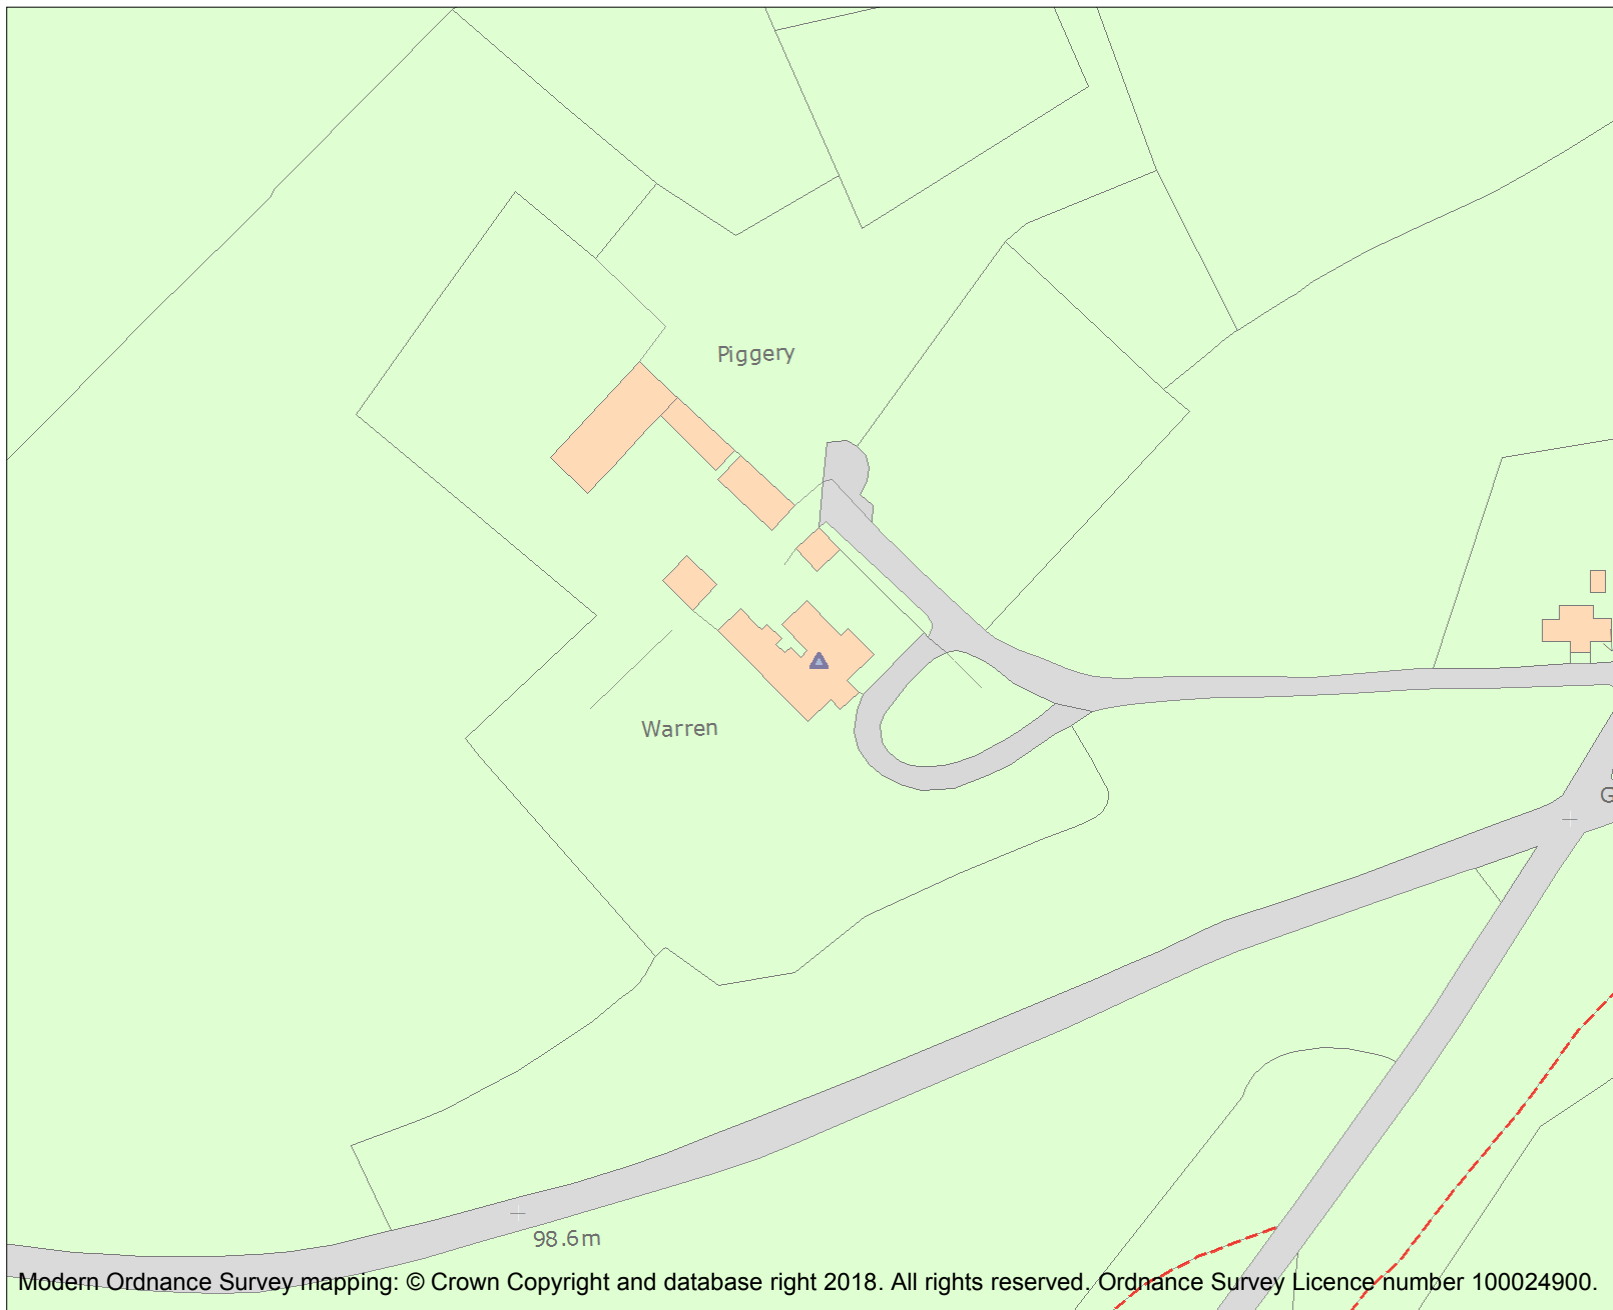 Piggery
Warren
G
98.6m
Modern Ordnance Survey mapping: © Crown Copyright and database right 2018. All rights reserved. Ordnance Survey Licence number 100024900.